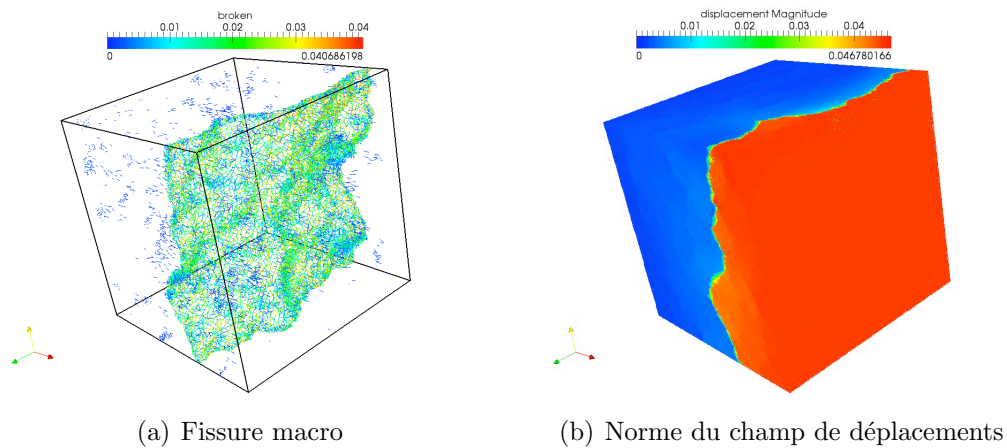 broken
0.01 0.02 0.03 0.04
0 0.040686198
displacement Magnitude
0.01 0.02 0.03 0.04
0 0.046780166
(a) Fissure macro
(b) Norme du champ de déplacements